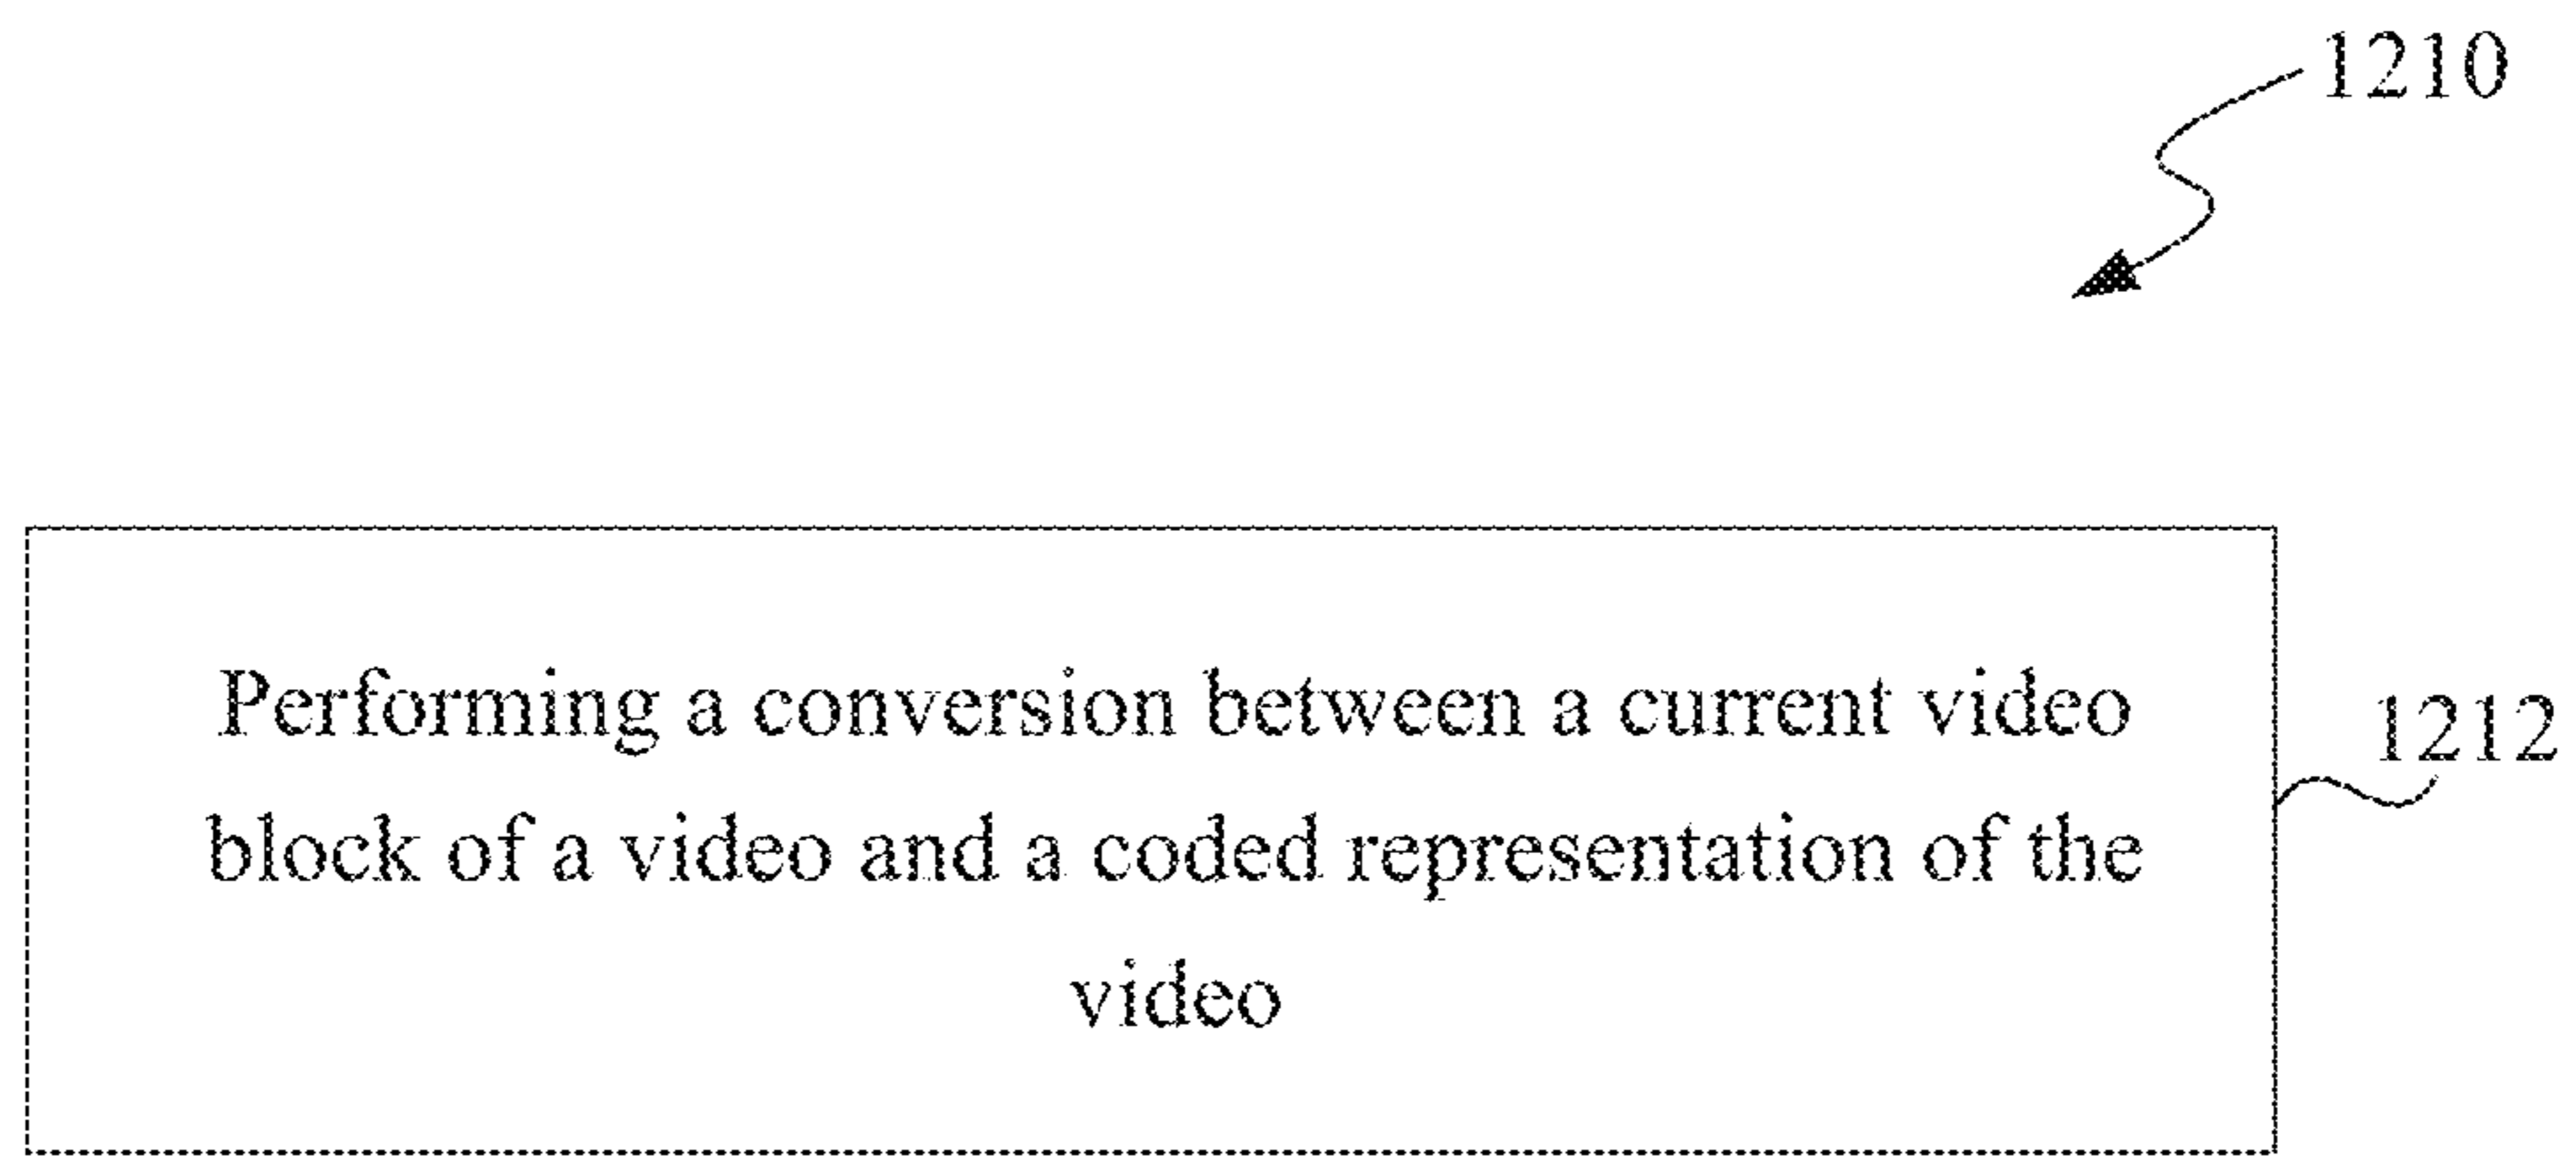 1210
Performing a conversion between a current video
block of a video and a coded representation of the
video
1212